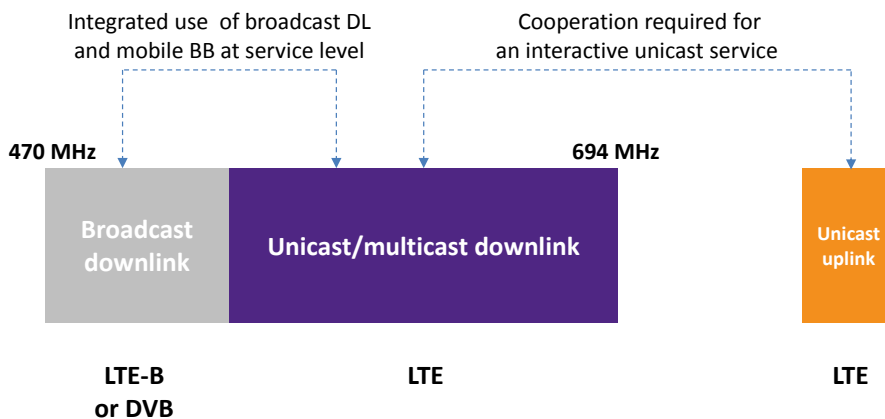 Integrated use of broadcast DL
and mobile BB at service level
Cooperation required for
an interactive unicast service
470 MHz
694 MHz
Broadcast
downlink
Unicast/multicast downlink
Unicast
uplink
LTE-B
or DVB
LTE
LTE